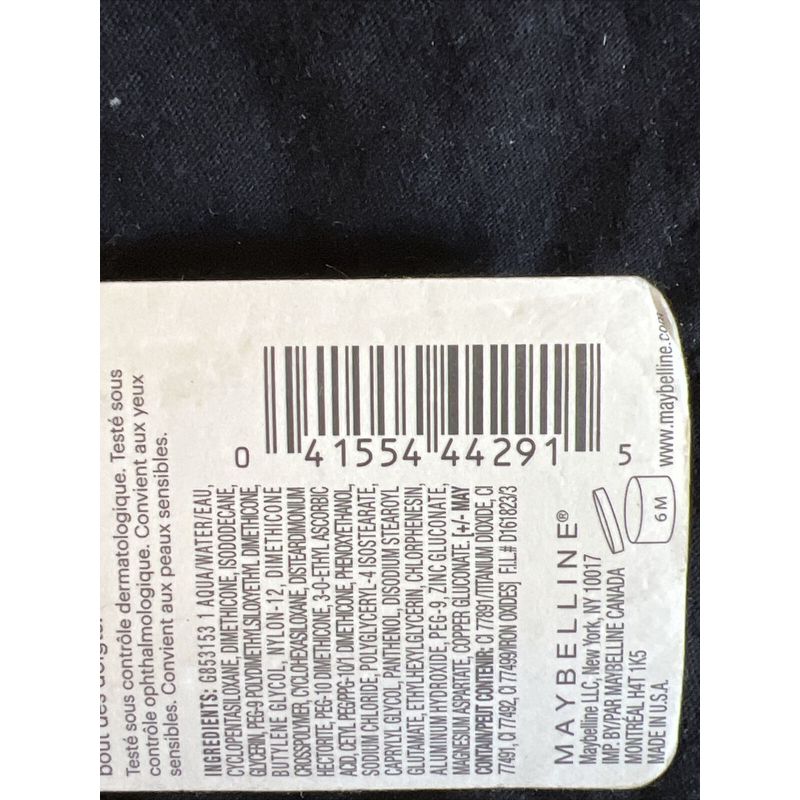 bout des doigts.
Testé sous contrôle dermatologique. Testé sous
contrôle ophtalmologique. Convient aux yeux
sensibles. Convient aux peaux sensibles.
0 41554 44291 5
INGREDIENTS: G853153 1 AQUA/WATER/EAU,
CYCLOPENTASILOXANE, DIMETHICONE, ISODODECANE,
GLYCERIN, PEG-9 POLYDIMETHYLSILOXYETHYL DIMETHICONE,
BUTYLENE GLYCOL, NYLON-12, DIMETHICONE
CROSSPOLYMER, CYCLOHEXASILOXANE, DISTEARDIMONIUM
HECTORITE, PEG-10 DIMETHICONE, 3-O-ETHYL ASCORBIC
ACID, CETYL PEG/PPG-10/1 DIMETHICONE, PHENOXYETHANOL,
SODIUM CHLORIDE, POLYGLYCERYL-4 ISOSTEARATE,
CAPRYLYL GLYCOL, PANTHENOL, DISODIUM STEAROYL
GLUTAMATE, ETHYLHEXYLGLYCERIN, CHLORPHENESIN,
ALUMINUM HYDROXIDE, PEG-9, ZINC GLUCONATE,
MAGNESIUM ASPARTATE, COPPER GLUCONATE, [+/- MAY
CONTAIN/PEUT CONTENIR: CI 77891/TITANIUM DIOXIDE, CI
77491, CI 77492, CI 77499/IRON OXIDES] F.I.L.# D161823/3
MAYBELLINE®
Maybelline LLC, New York, NY 10017
IMP. BY/PAR MAYBELLINE CANADA
MONTRÉAL H4T 1K5
MADE IN U.S.A.
6 M
www.maybelline.com